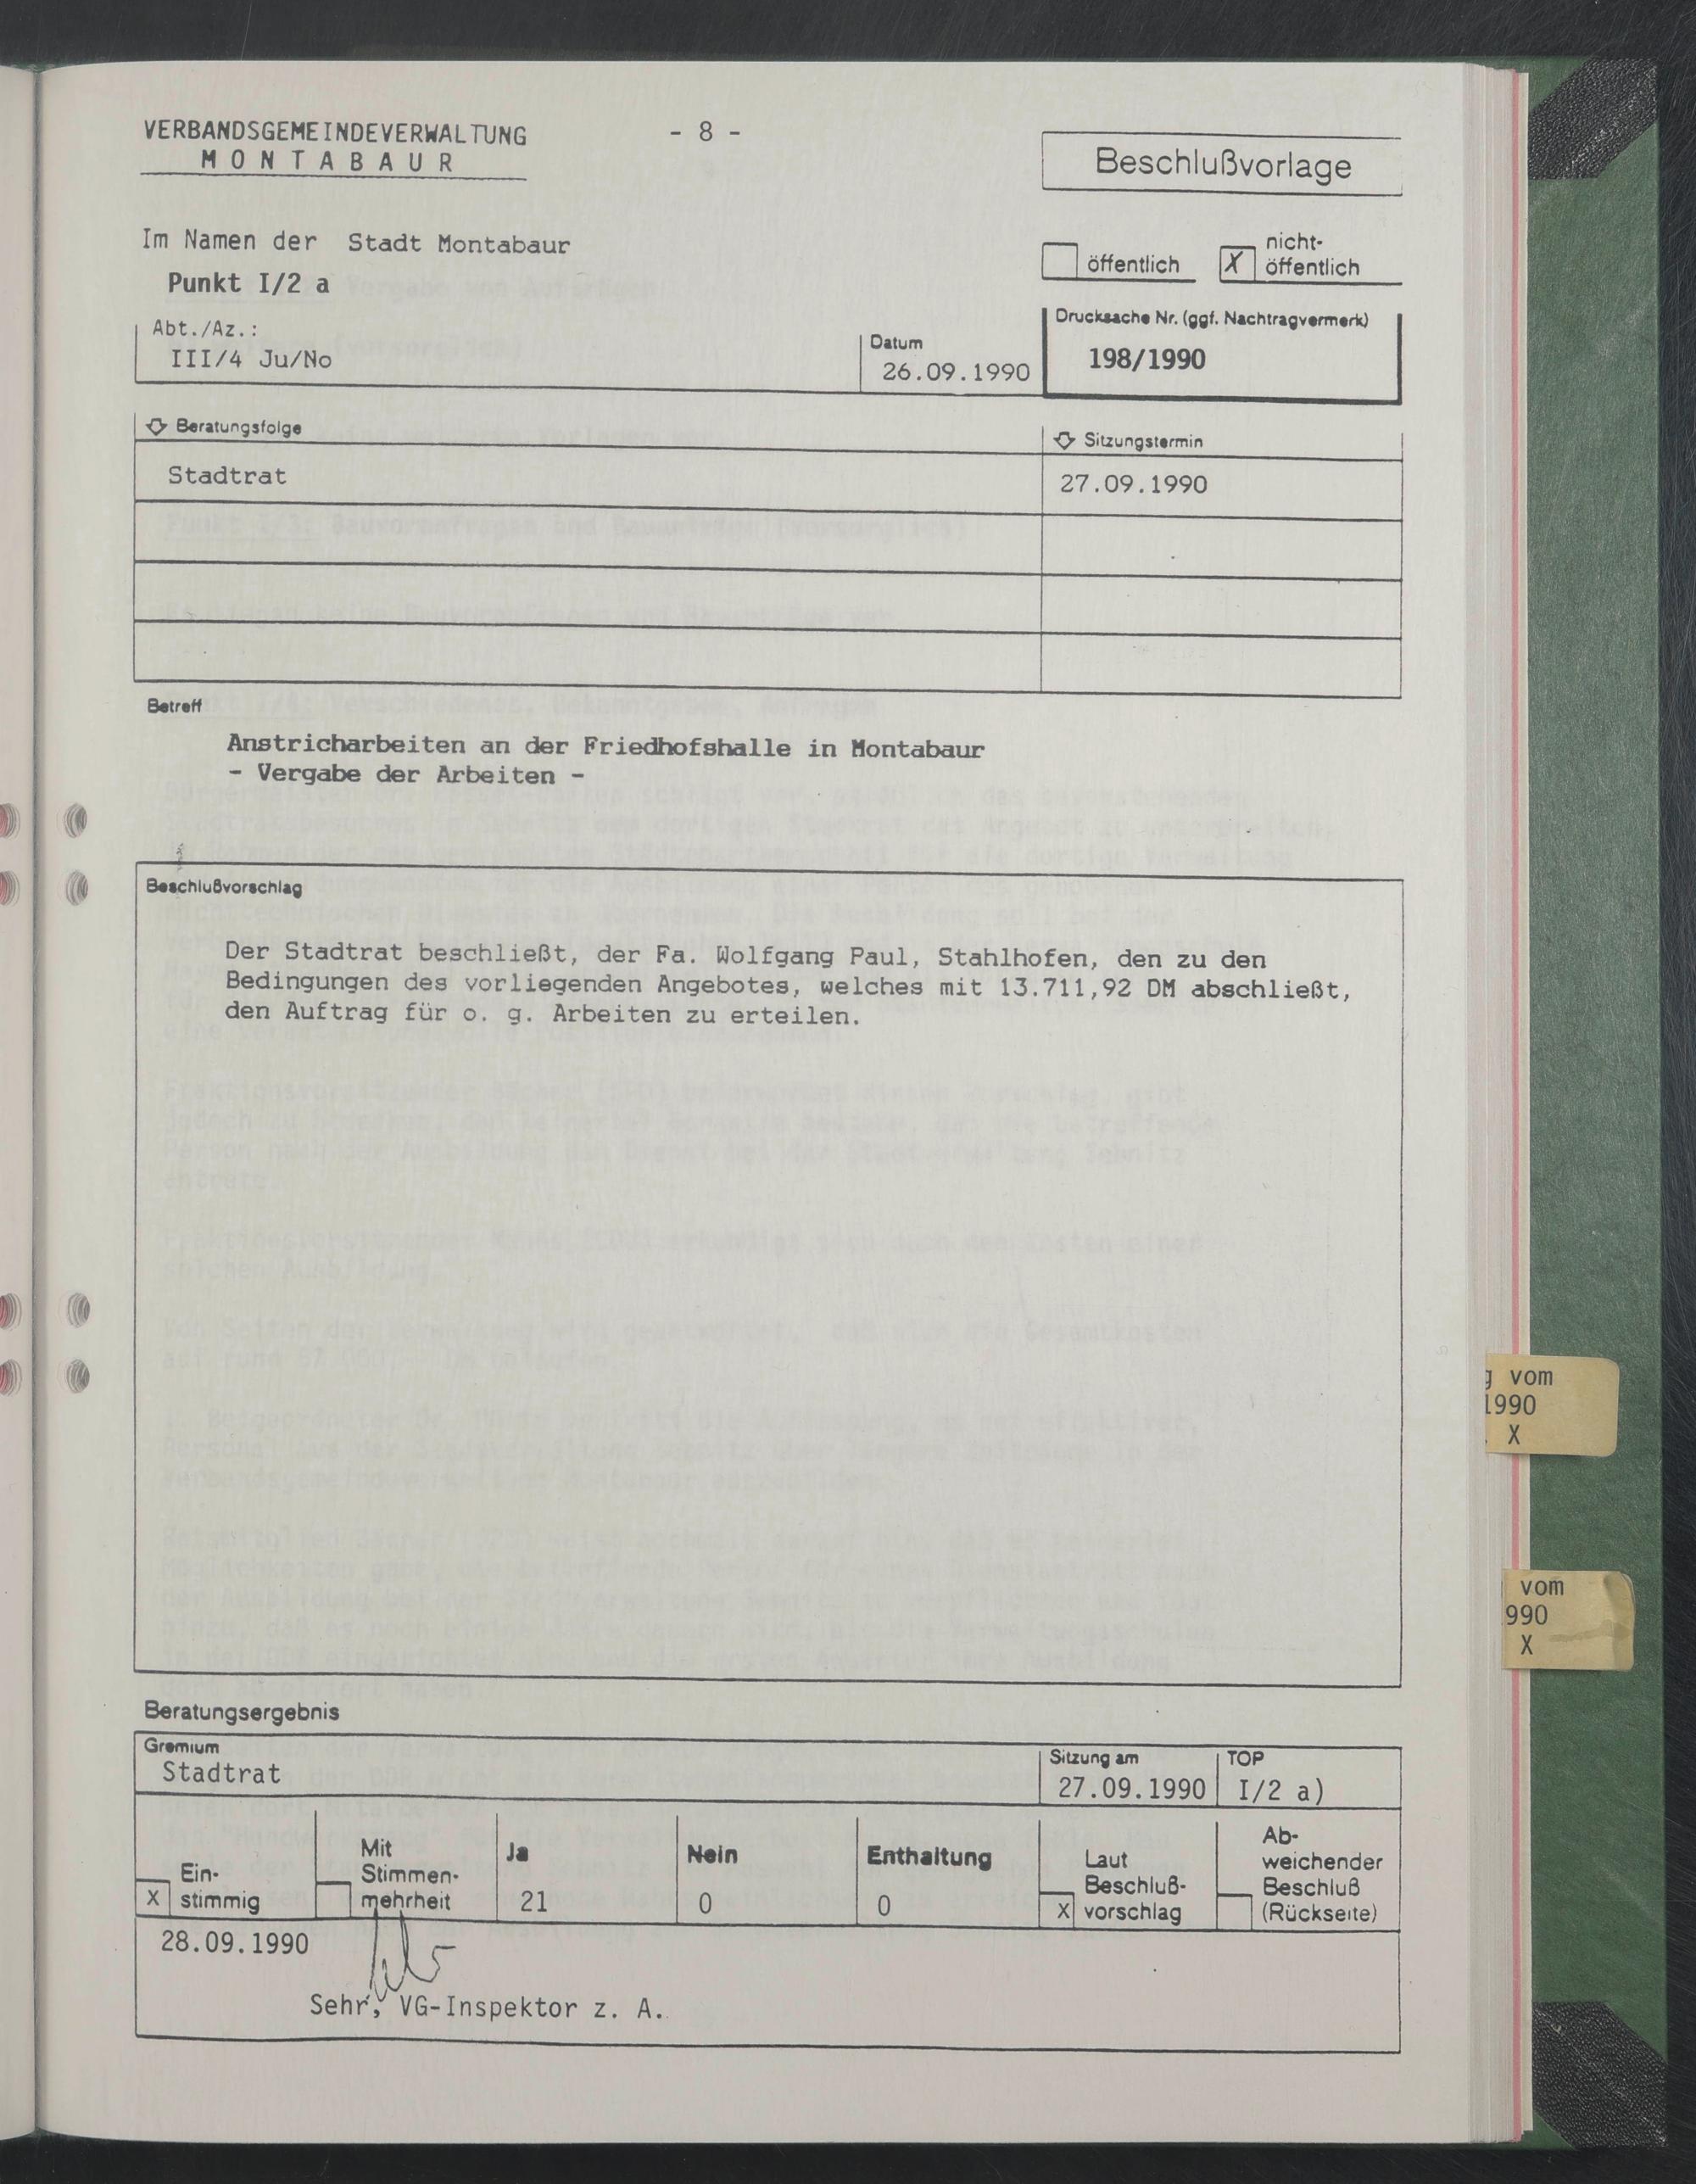 VERBANDSGEMEINDEVERWALTUNG
- 8 -
MONTABAUR
Beschlußvorlage
Im Namen der Stadt Montabaur
öffentlich
X nicht-
öffentlich
Punkt I/2 a
Abt./Az.:
III/4 Ju/No
Datum
26.09.1990
Drucksache Nr. (ggf. Nachtragvermerk)
198/1990
Beratungsfolge
Sitzungstermin
Stadtrat
27.09.1990
Betreff
Anstricharbeiten an der Friedhofshalle in Montabaur
- Vergabe der Arbeiten -
Beschlußvorschlag
Der Stadtrat beschließt, der Fa. Wolfgang Paul, Stahlhofen, den zu den
Bedingungen des vorliegenden Angebotes, welches mit 13.711,92 DM abschließt,
den Auftrag für o. g. Arbeiten zu erteilen.
g vom
1990
. X
vom
990
X
Beratungsergebnis
Gremium
Stadtrat
Sitzung am
27.09.1990
TOP
I/2 a)
Ein-
X stimmig
Mit
Stimmen-
mehrheit
Ja
21
Nein
0
Enthaltung
0
Laut
Beschluß-
X vorschlag
Ab-
weichender
Beschluß
(Rückseite)
28.09.1990
Sehr, VG-Inspektor z. A.